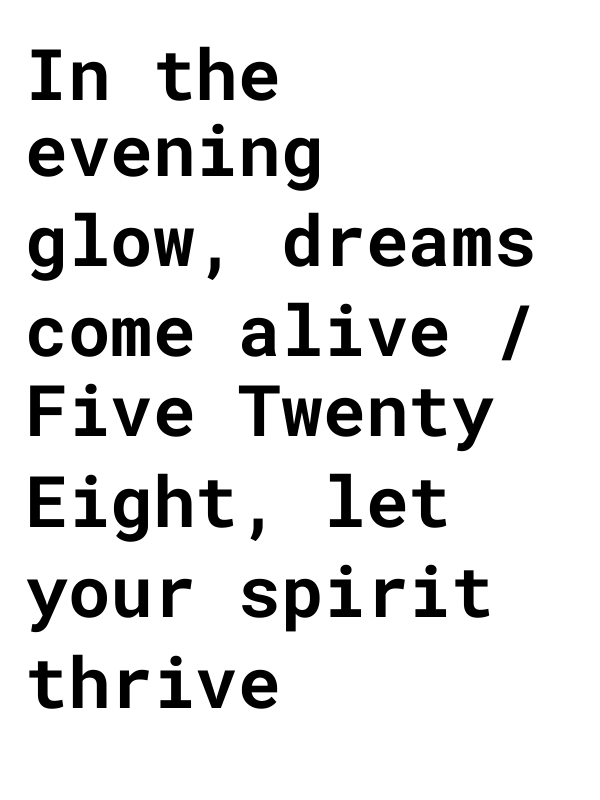 In the
evening
glow, dreams
come alive /
Five Twenty
Eight, let
your spirit
thrive